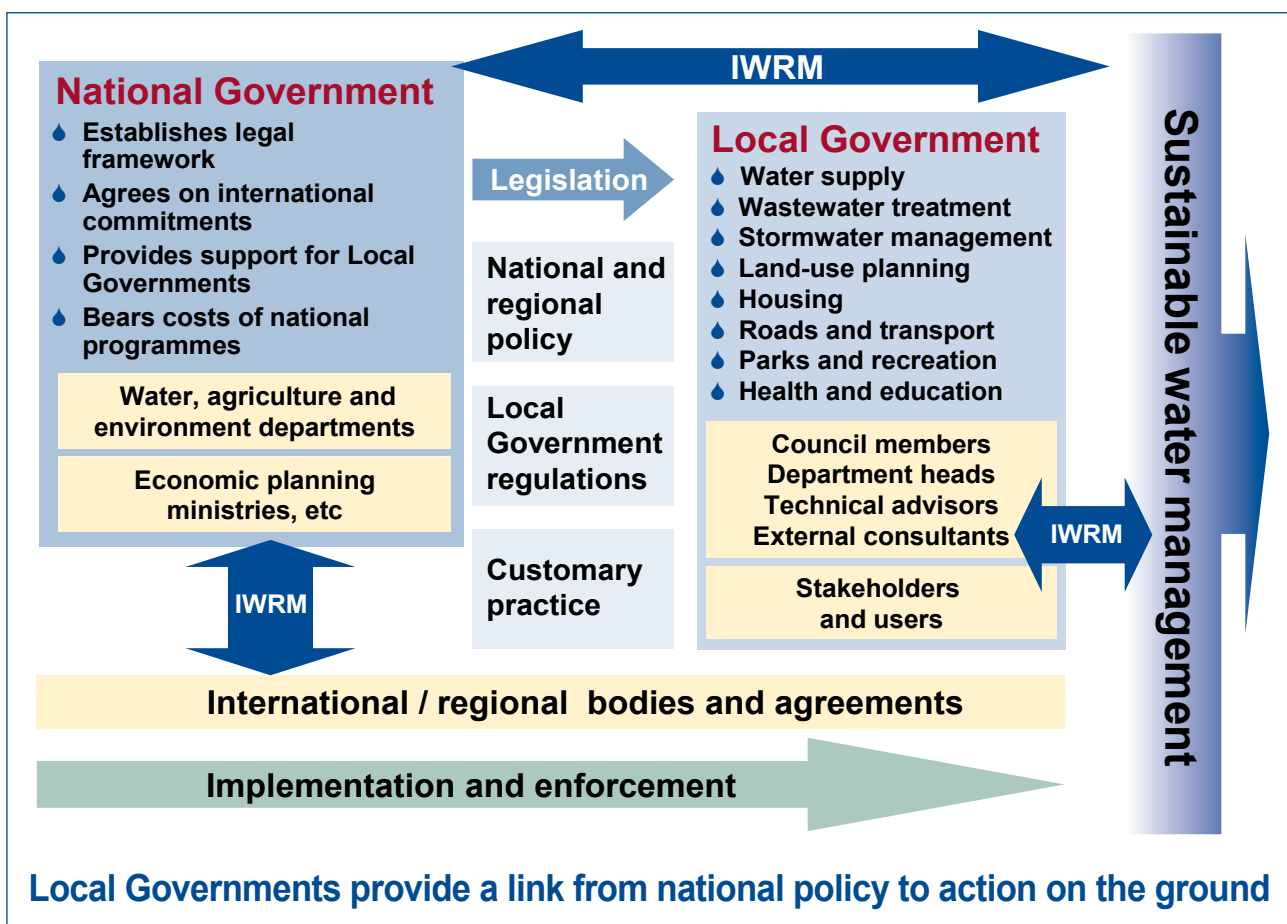 IWRM
National Government
Establishes legal
framework
Agrees on international
commitments
Provides support for Local
Governments
Bears costs of national
programmes
Water, agriculture and
environment departments
Economic planning
ministries, etc
IWRM
Legislation
National and
regional
policy
Local
Government
regulations
Customary
practice
Local Government
Water supply
Wastewater treatment
Stormwater management
Land-use planning
Housing
Roads and transport
Parks and recreation
Health and education
Council members
Department heads
Technical advisors
External consultants
Stakeholders
and users
IWRM
Sustainable water management
International / regional bodies and agreements
Implementation and enforcement
Local Governments provide a link from national policy to action on the ground